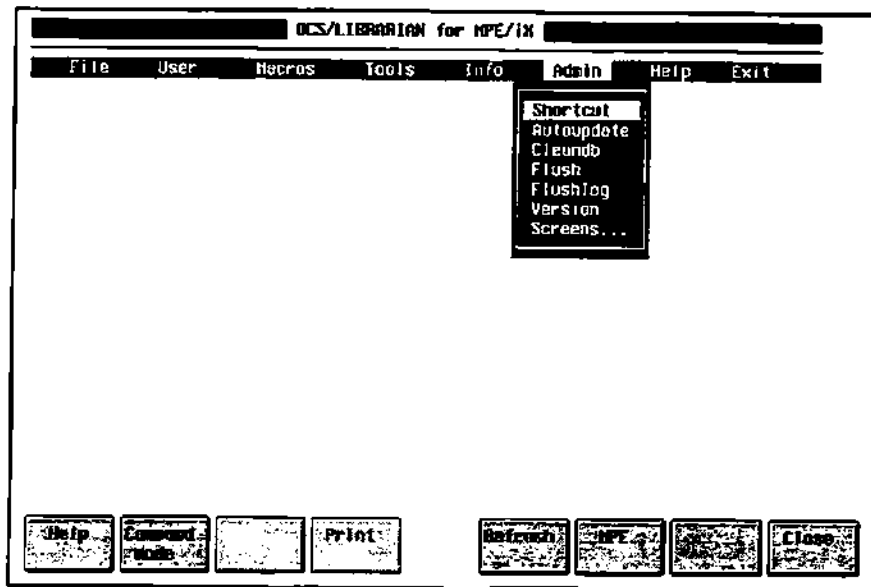 OCS/LIBRARIAN for MPE/iX
File User Macros Tools Info Admin Help Exit
Shortcut
Autoupdate
Cleandb
Flush
Flushlog
Version
Screens...
Help Command Mode Print Refresh MPE Close